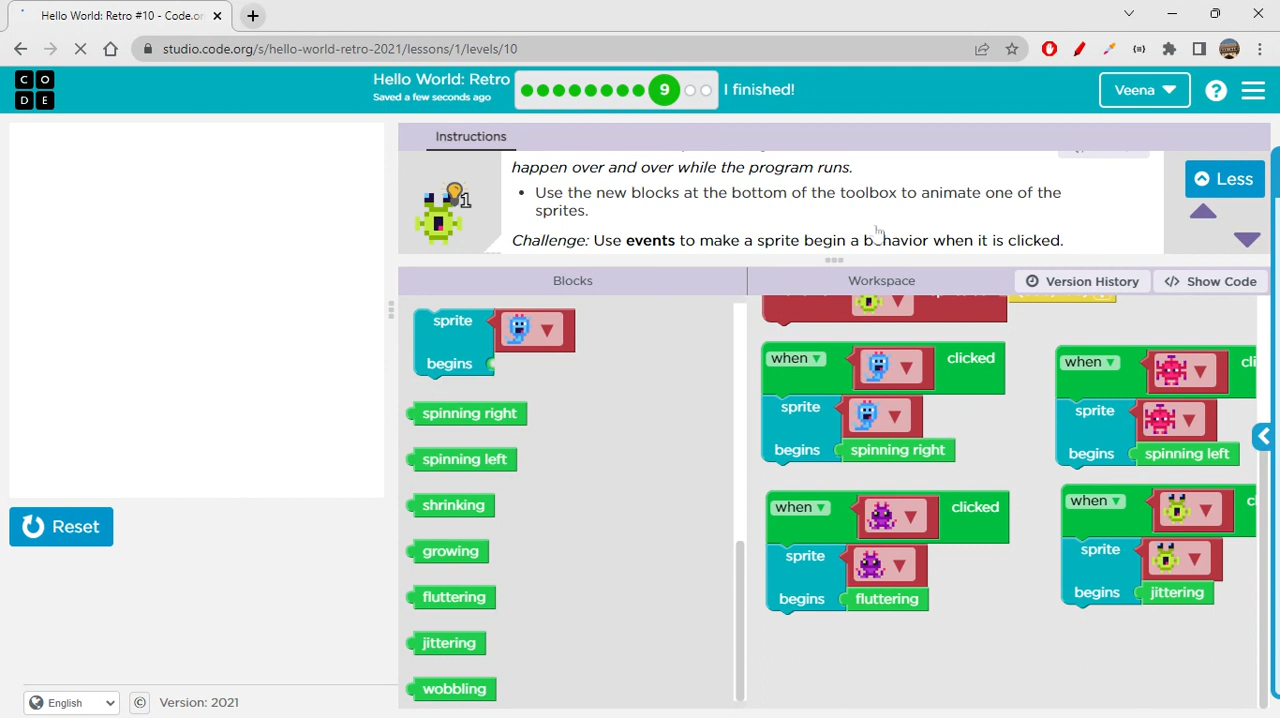 Hello World: Retro #10 - Code.or
studio.code.org/s/hello-world-retro-2021/lessons/1/levels/10
C O
D E
Hello World: Retro
Saved a few seconds ago
9
I finished!
Veena
?
Instructions
happen over and over while the program runs.
• Use the new blocks at the bottom of the toolbox to animate one of the
sprites.
Challenge: Use events to make a sprite begin a behavior when it is clicked.
1
Less
Blocks
Workspace
Version History
</> Show Code
sprite
begins
spinning right
spinning left
shrinking
growing
fluttering
jittering
wobbling
when
clicked
sprite
begins
spinning right
when
cli
sprite
begins
spinning left
when
clicked
sprite
begins
fluttering
when
c
sprite
begins
jittering
Reset
English
©
Version: 2021